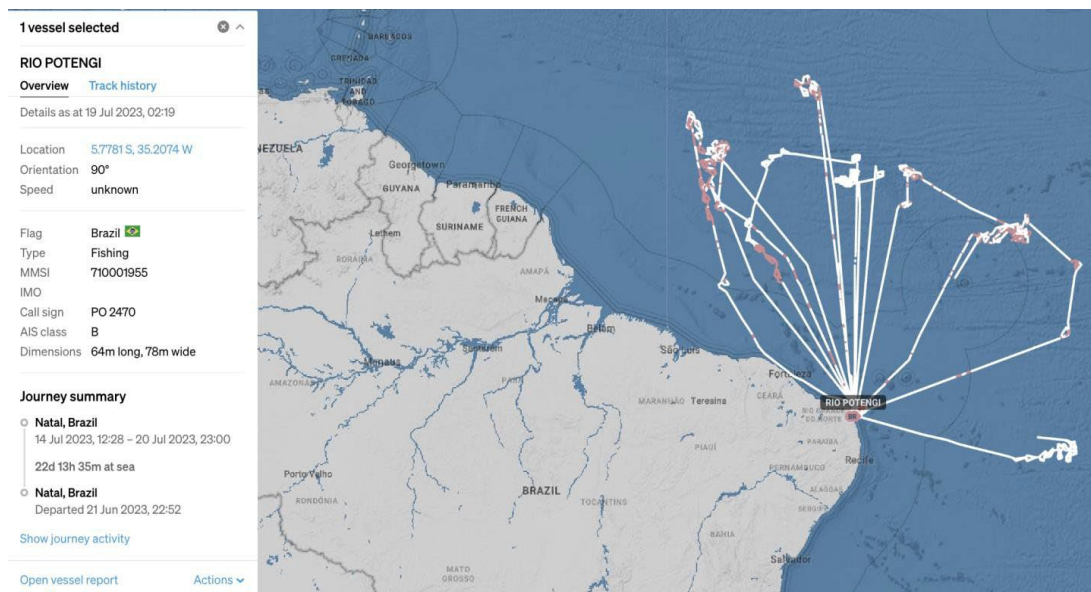 1 vessel selected
RIO POTENGI
Overview Track history
Details as at 19 Jul 2023, 02:19
Location 5.7781 S, 35.2074 W
Orientation 90°
Speed unknown
Flag Brazil
Type Fishing
MMSI 710001955
IMO
Call sign PO 2470
AIS class B
Dimensions 64m long, 78m wide
Journey summary
Natal, Brazil
14 Jul 2023, 12:28 – 20 Jul 2023, 23:00
22d 13h 35m at sea
Natal, Brazil
Departed 21 Jun 2023, 22:52
Show journey activity
Open vessel report Actions
BARBADOS
GRENADA
TRINIDAD
AND
TOBAGO
NEZUELA
Georgetown
Paramaribo
GUYANA
FRENCH
GUIANA
SURINAME
Lethem
RORAIMA
AMAPÁ
Macapá
Belém
Santarém
Manaus
São Luís
AMAZONAS
PARÁ
Fortaleza
RIO POTENGI
MARANHÃO
Teresina
CEARÁ
RIO GRANDE
DO NORTE
PARAÍBA
PIAUÍ
Recife
PERNAMBUCO
Porto Velho
RONDÔNIA
BRAZIL
TOCANTINS
ALAGOAS
BAHIA
Salvador
MATO
GROSSO